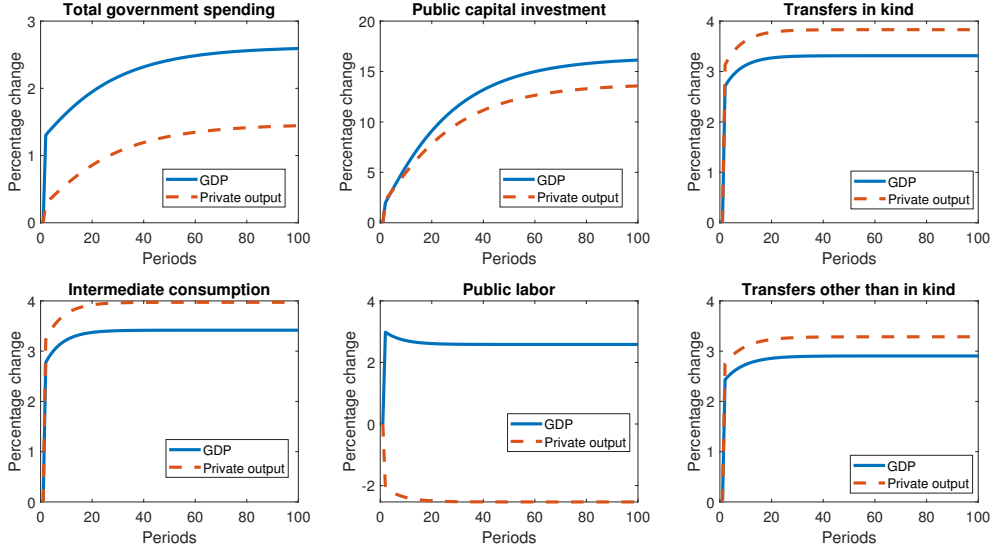 Total government spending
Percentage change
3
2
1
0
0 20 40 60 80 100
Periods
GDP
Private output
Public capital investment
Percentage change
20
15
10
5
0
0 20 40 60 80 100
Periods
GDP
Private output
Transfers in kind
Percentage change
4
3
2
1
0
0 20 40 60 80 100
Periods
GDP
Private output
Intermediate consumption
Percentage change
4
3
2
1
0
0 20 40 60 80 100
Periods
GDP
Private output
Public labor
Percentage change
4
2
0
-2
0 20 40 60 80 100
Periods
GDP
Private output
Transfers other than in kind
Percentage change
4
3
2
1
0
0 20 40 60 80 100
Periods
GDP
Private output